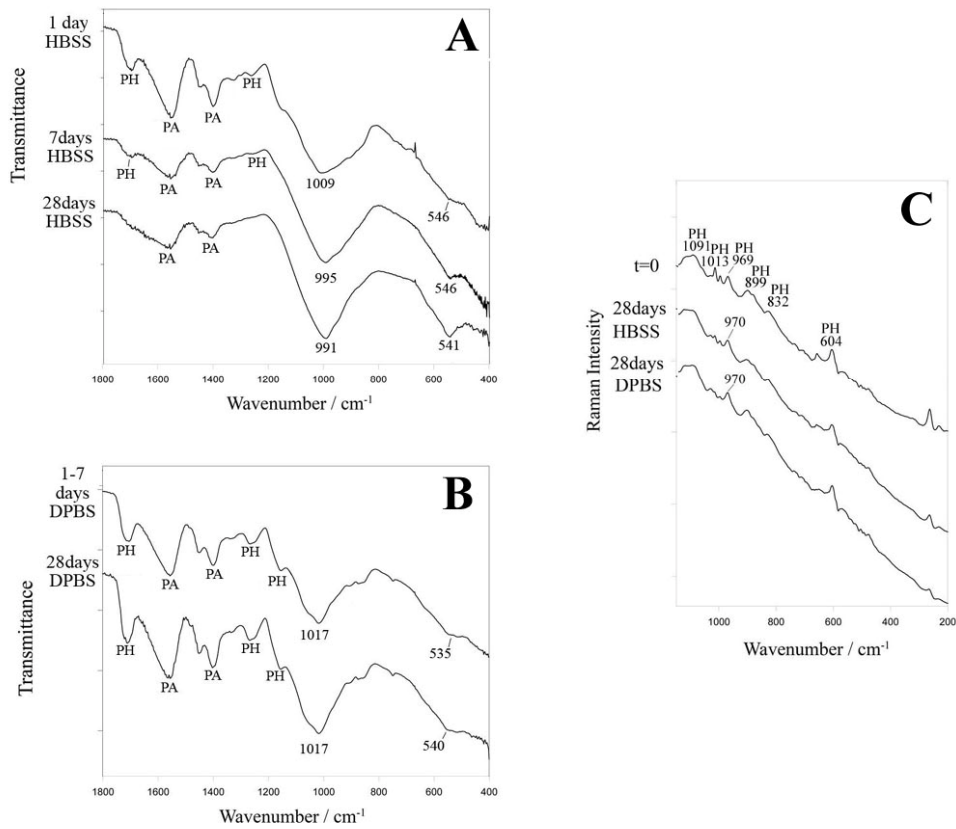 A
1 day
HBSS
PH
PA
PA
PH
1009
546
7days
HBSS
PH
PA
PA
PH
995
546
28days
HBSS
PA
PA
991
541
Transmittance
1800 1600 1400 1200 1000 800 600 400
Wavenumber / cm⁻¹
B
1-7
days
DPBS
PH
PA
PA
PH
PH
1017
535
28days
DPBS
PH
PA
PA
PH
PH
1017
540
Transmittance
1800 1600 1400 1200 1000 800 600 400
Wavenumber / cm⁻¹
C
t=0
PH
1091
PH
1013
PH
969
PH
899
PH
832
PH
604
28days
HBSS
970
28days
DPBS
970
Raman Intensity
1000 800 600 400 200
Wavenumber / cm⁻¹